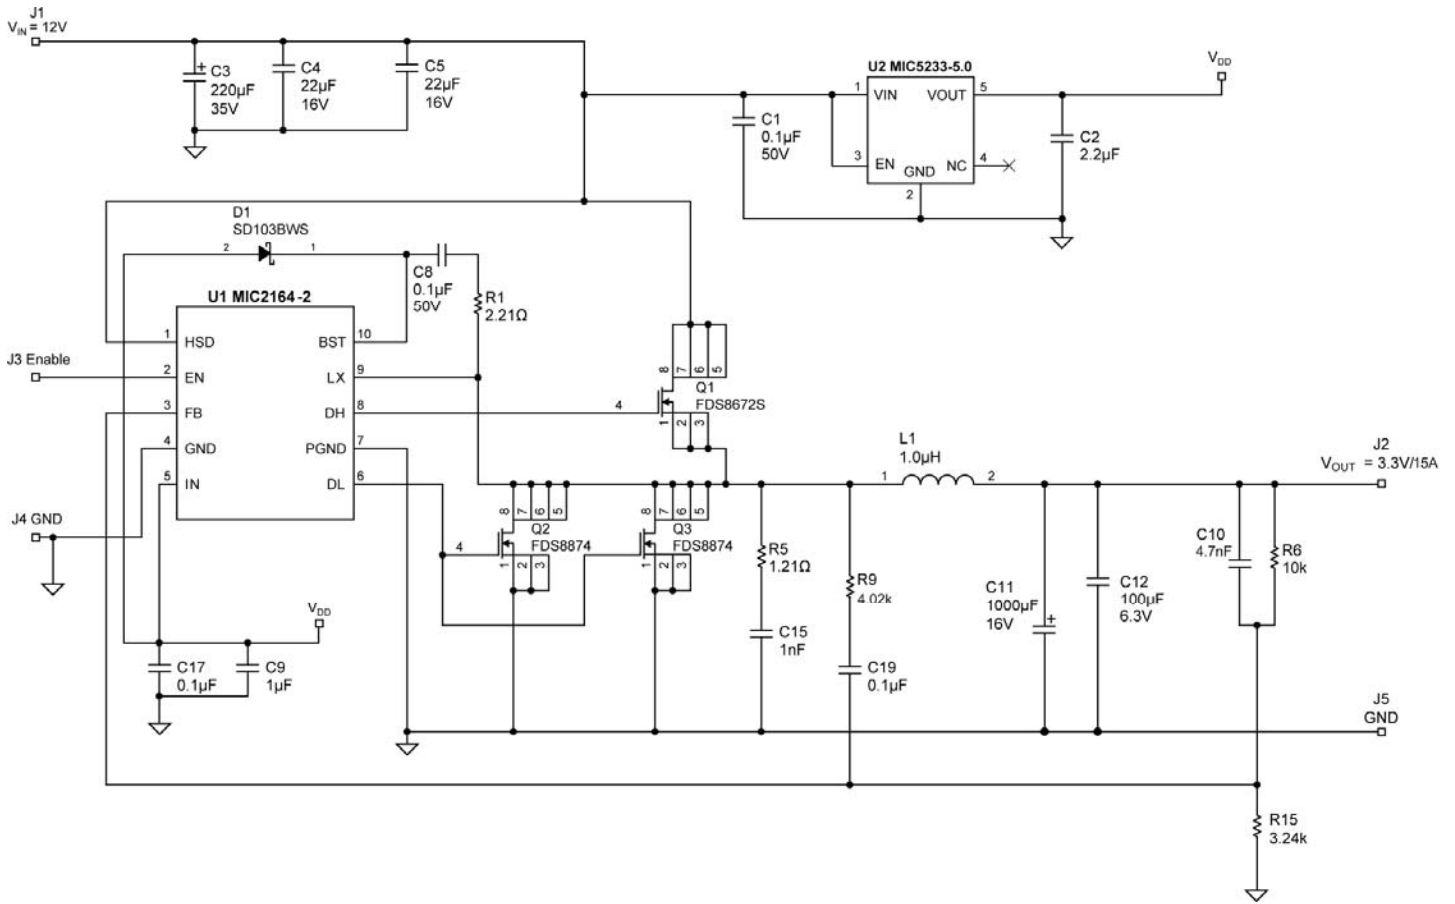 J1
VIN = 12V
C3
220µF
35V
+
C4
22µF
16V
C5
22µF
16V
U2 MIC5233-5.0
1
VIN
VOUT
5
3
EN
GND
NC
4
2
VDD
C1
0.1µF
50V
C2
2.2µF
D1
SD103BWS
2
1
C8
0.1µF
50V
R1
2.21Ω
U1 MIC2164-2
1
HSD
BST
10
2
EN
LX
9
3
FB
DH
8
4
GND
PGND
7
5
IN
DL
6
J3 Enable
J4 GND
4
8
7
6
5
Q1
FDS8672S
1
2
3
8
7
6
5
Q2
FDS8874
4
1
2
3
8
7
6
5
Q3
FDS8874
1
2
3
L1
1.0µH
1
2
J2
VOUT = 3.3V/15A
R5
1.21Ω
C15
1nF
R9
4.02k
C19
0.1µF
C11
1000µF
16V
+
C12
100µF
6.3V
C10
4.7nF
R6
10k
VDD
C17
0.1µF
C9
1µF
J5
GND
R15
3.24k